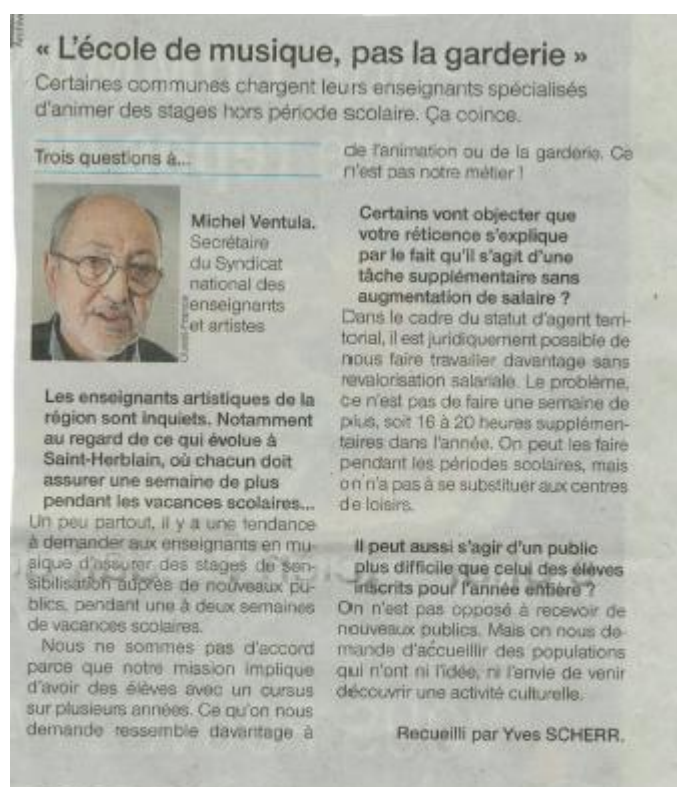 « L'école de musique, pas la garderie »
Certaines communes chargent leurs enseignants spécialisés
d'animer des stages hors période scolaire. Ça coince.
Trois questions à...
Michel Ventula.
Secrétaire
du Syndicat
national des
enseignants
et artistes
Ouest-France
Les enseignants artistiques de la
région sont inquiets. Notamment
au regard de ce qui évolue à
Saint-Herblain, où chacun doit
assurer une semaine de plus
pendant les vacances scolaires...
Un peu partout, il y a une tendance
à demander aux enseignants en mu-
sique d'assurer des stages de sen-
sibilisation auprès de nouveaux pu-
blics, pendant une à deux semaines
de vacances scolaires.
Nous ne sommes pas d'accord
parce que notre mission implique
d'avoir des élèves avec un cursus
sur plusieurs années. Ce qu'on nous
demande ressemble davantage à
de l'animation ou de la garderie. Ce
n'est pas notre métier !
Certains vont objecter que
votre réticence s'explique
par le fait qu'il s'agit d'une
tâche supplémentaire sans
augmentation de salaire ?
Dans le cadre du statut d'agent terri-
torial, il est juridiquement possible de
nous faire travailler davantage sans
revalorisation salariale. Le problème,
ce n'est pas de faire une semaine de
plus, soit 16 à 20 heures supplémen-
taires dans l'année. On peut les faire
pendant les périodes scolaires, mais
on n'a pas à se substituer aux centres
de loisirs.
Il peut aussi s'agir d'un public
plus difficile que celui des élèves
inscrits pour l'année entière ?
On n'est pas opposé à recevoir de
nouveaux publics. Mais on nous de-
mande d'accueillir des populations
qui n'ont ni l'idée, ni l'envie de venir
découvrir une activité culturelle.
Recueilli par Yves SCHERR.